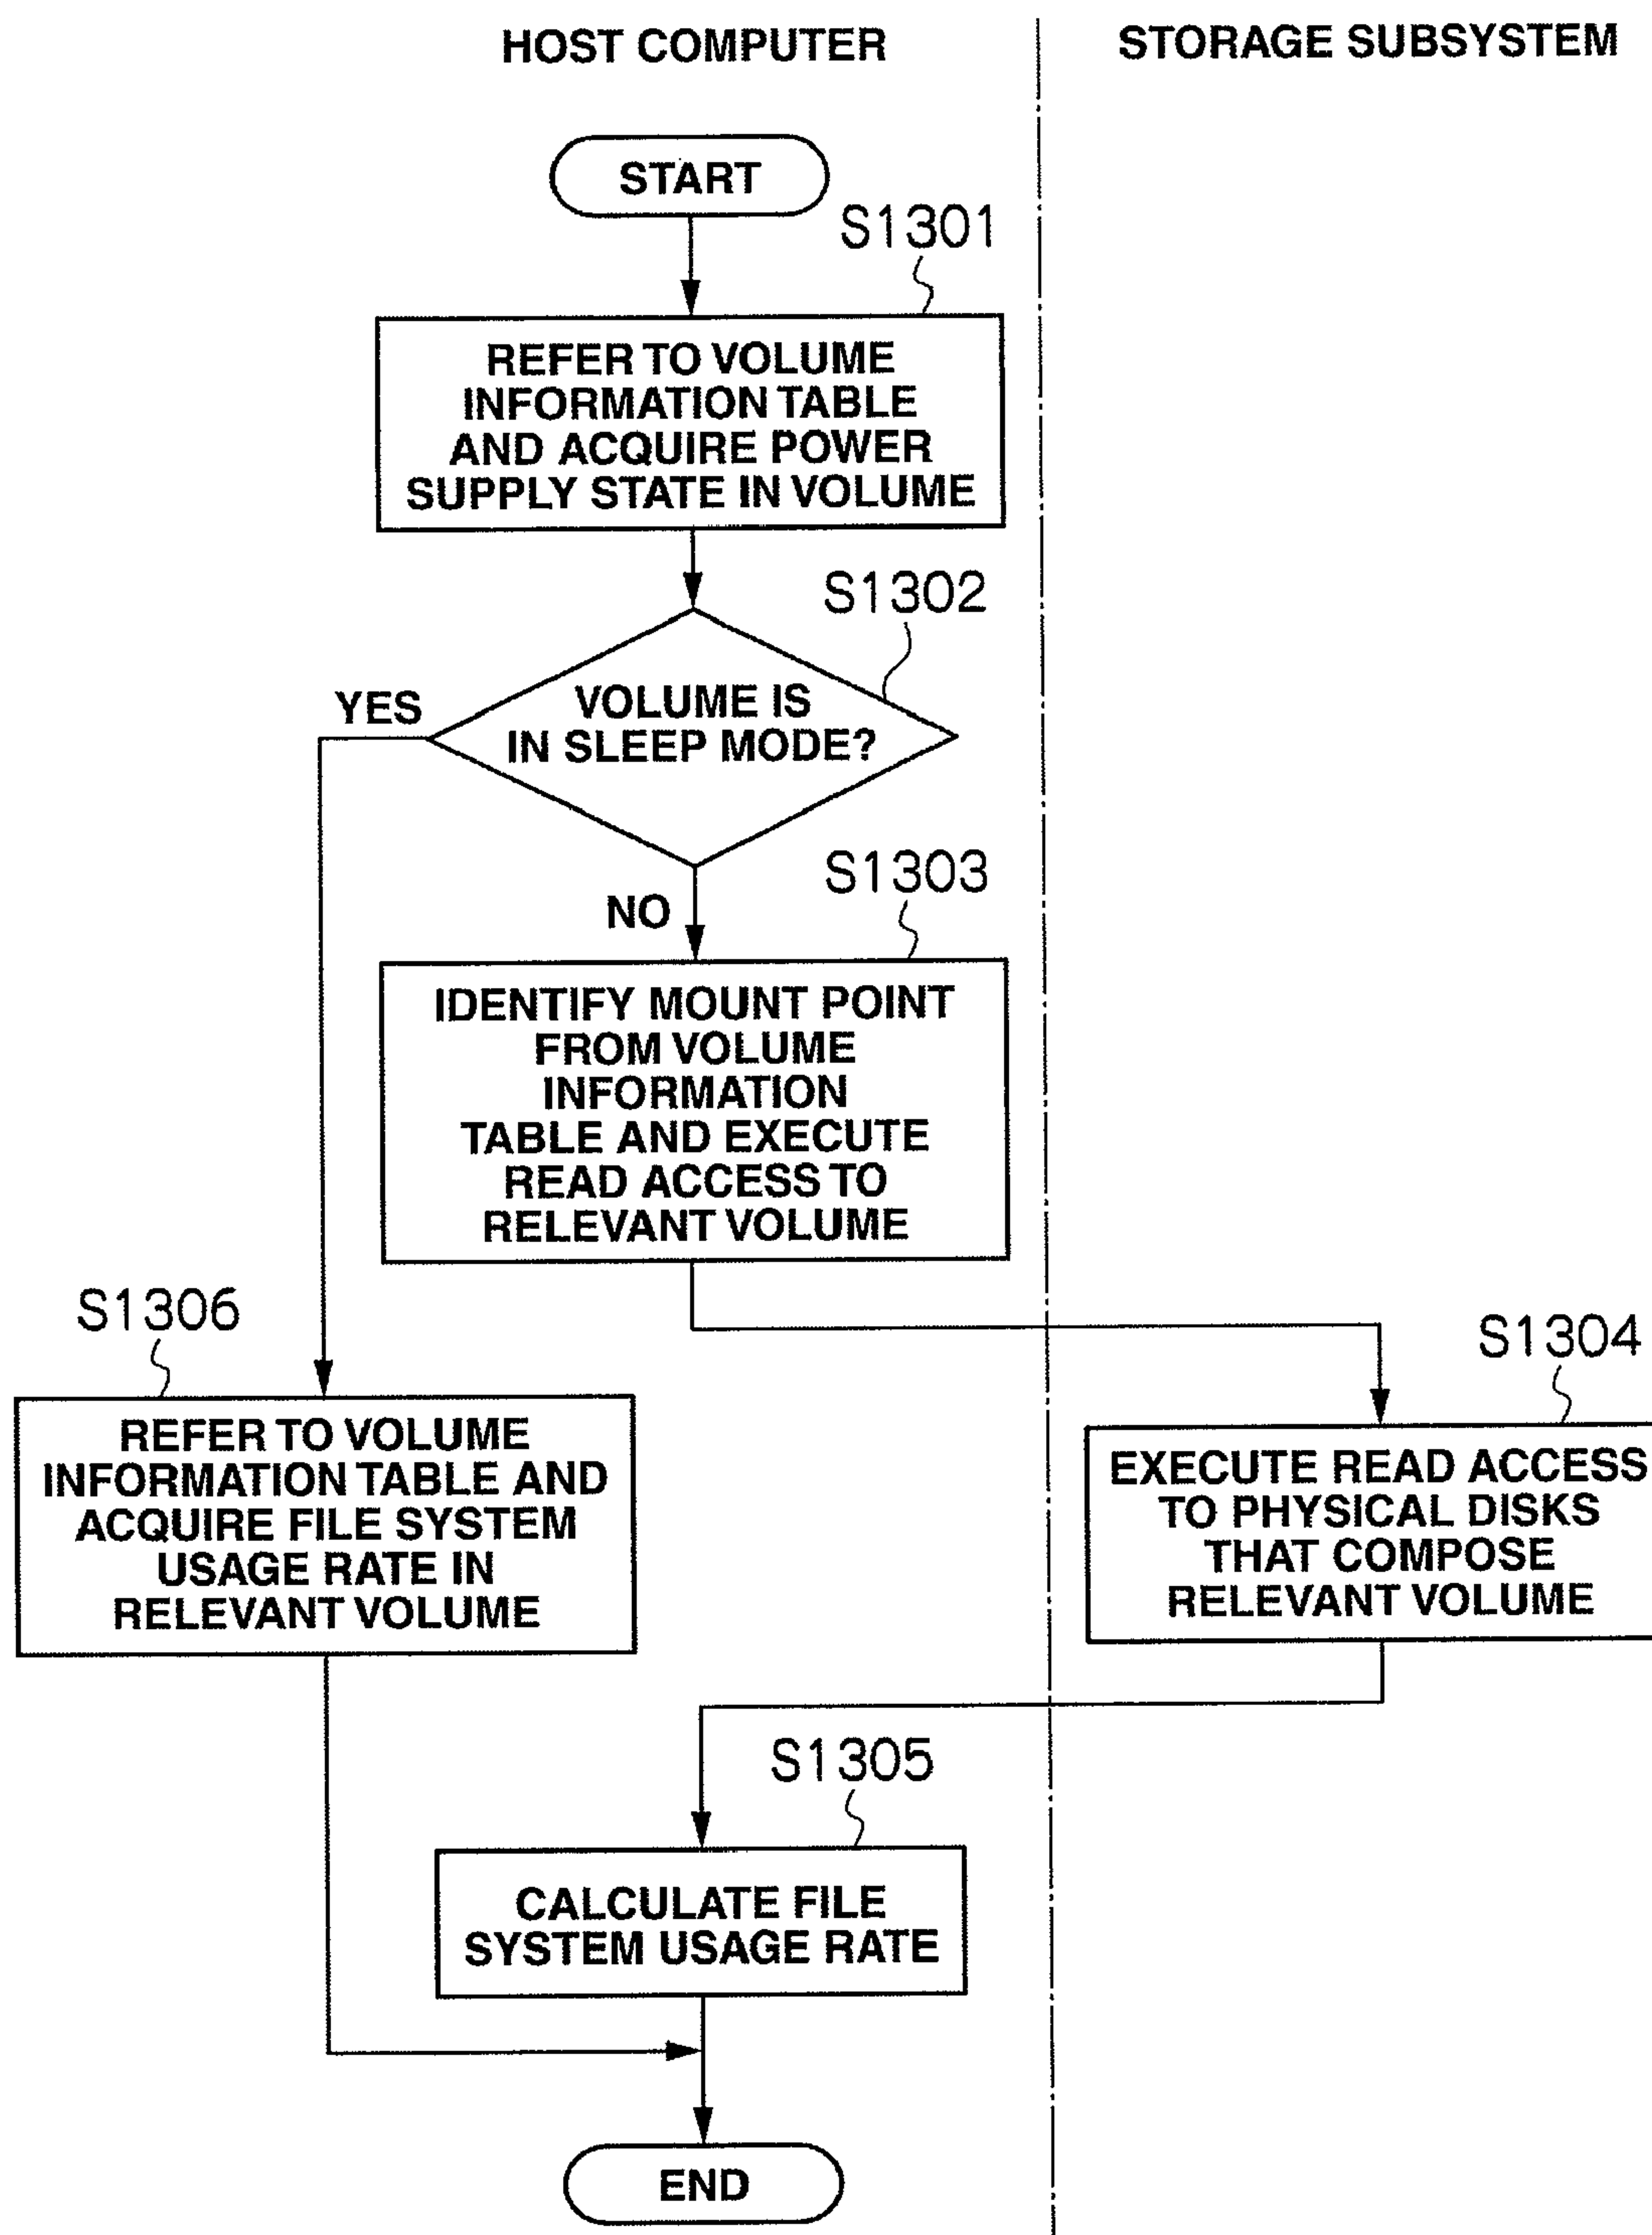 HOST COMPUTER
STORAGE SUBSYSTEM
START
S1301
REFER TO VOLUME
INFORMATION TABLE
AND ACQUIRE POWER
SUPPLY STATE IN VOLUME
S1302
VOLUME IS
IN SLEEP MODE?
YES
NO
S1303
IDENTIFY MOUNT POINT
FROM VOLUME
INFORMATION
TABLE AND EXECUTE
READ ACCESS TO
RELEVANT VOLUME
S1306
REFER TO VOLUME
INFORMATION TABLE AND
ACQUIRE FILE SYSTEM
USAGE RATE IN
RELEVANT VOLUME
S1304
EXECUTE READ ACCESS
TO PHYSICAL DISKS
THAT COMPOSE
RELEVANT VOLUME
S1305
CALCULATE FILE
SYSTEM USAGE RATE
END